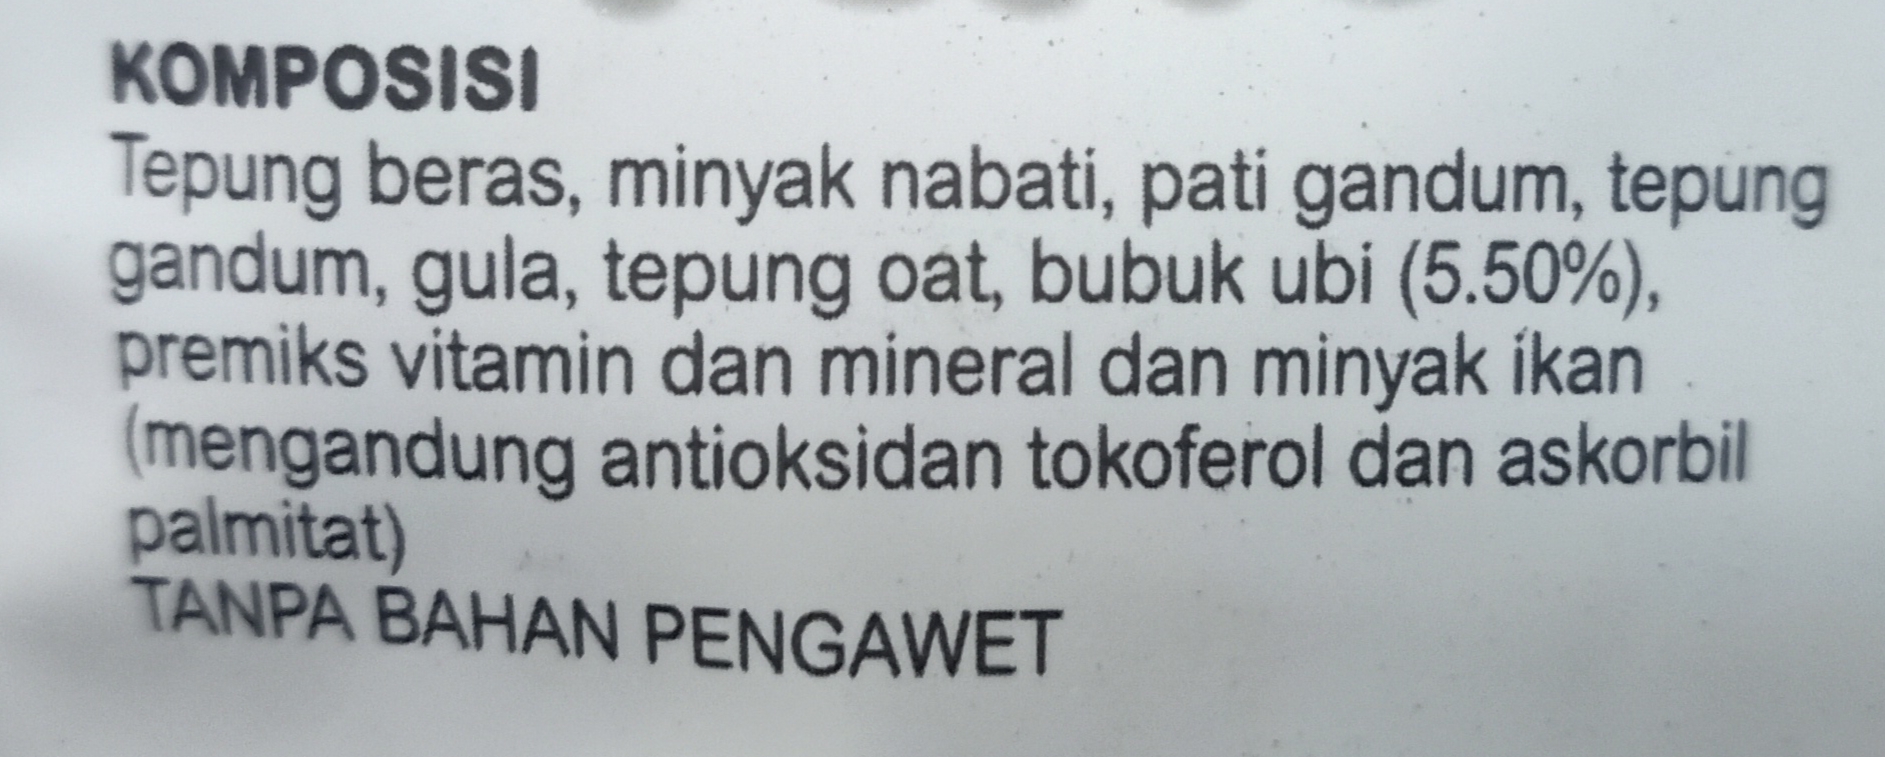 KOMPOSISI
Tepung beras, minyak nabati, pati gandum, tepung
gandum, gula, tepung oat, bubuk ubi (5.50%),
premiks vitamin dan mineral dan minyak ikan
(mengandung antioksidan tokoferol dan askorbil
palmitat)
TANPA BAHAN PENGAWET